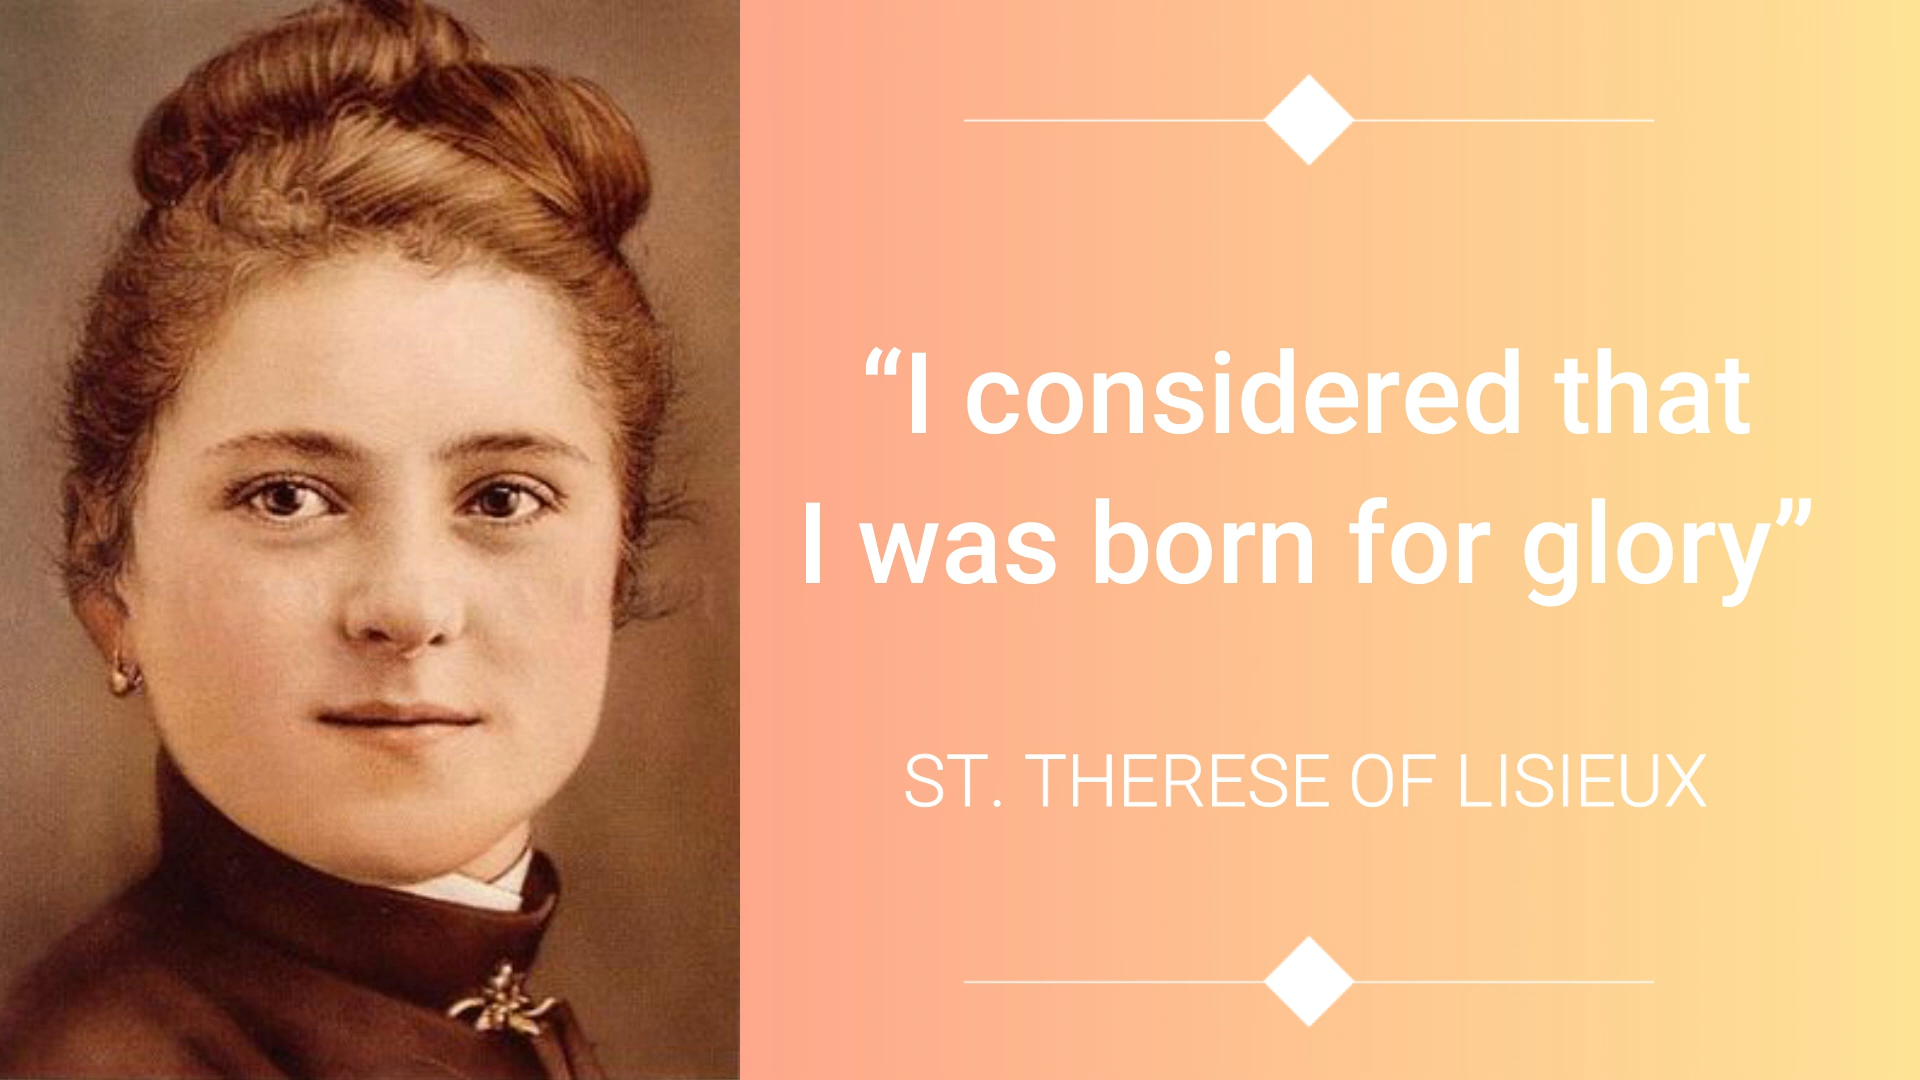 “I considered that
I was born for glory”
ST. THERESE OF LISIEUX